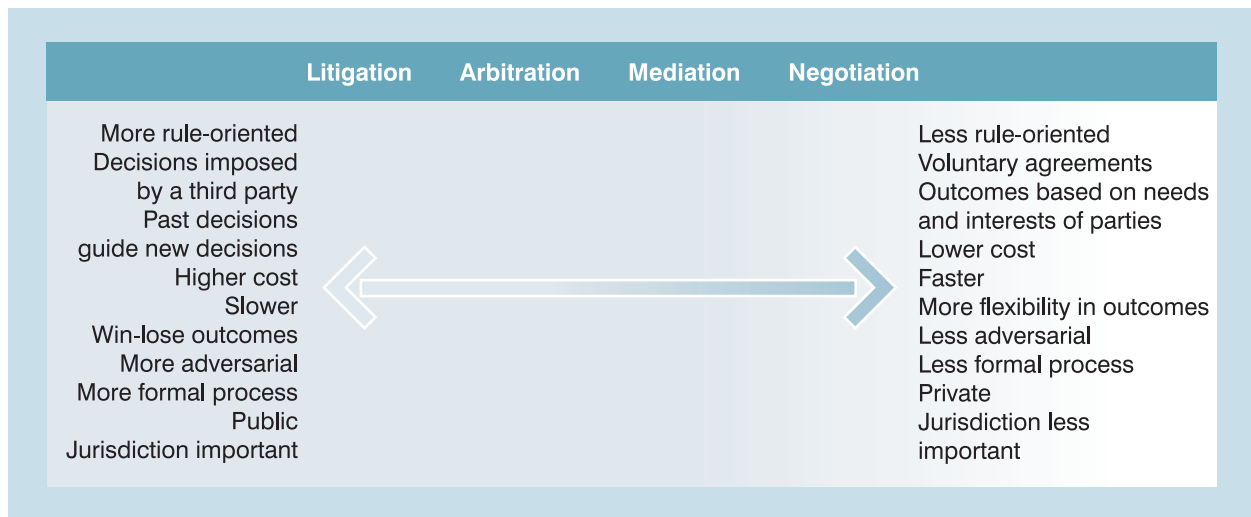 Litigation Arbitration Mediation Negotiation
More rule-oriented
Decisions imposed
by a third party
Past decisions
guide new decisions
Higher cost
Slower
Win-lose outcomes
More adversarial
More formal process
Public
Jurisdiction important
Less rule-oriented
Voluntary agreements
Outcomes based on needs
and interests of parties
Lower cost
Faster
More flexibility in outcomes
Less adversarial
Less formal process
Private
Jurisdiction less
important